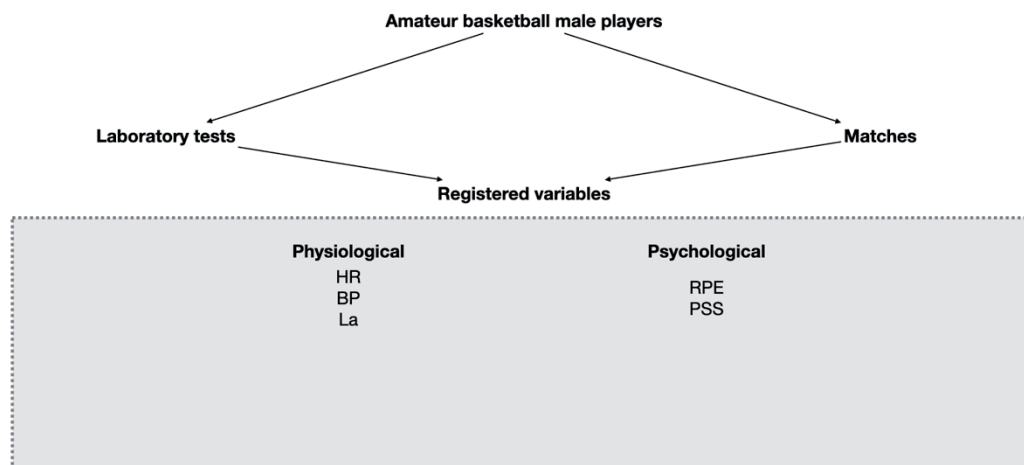 Amateur basketball male players
Laboratory tests
Matches
Registered variables
Physiological
HR
BP
La
Psychological
RPE
PSS